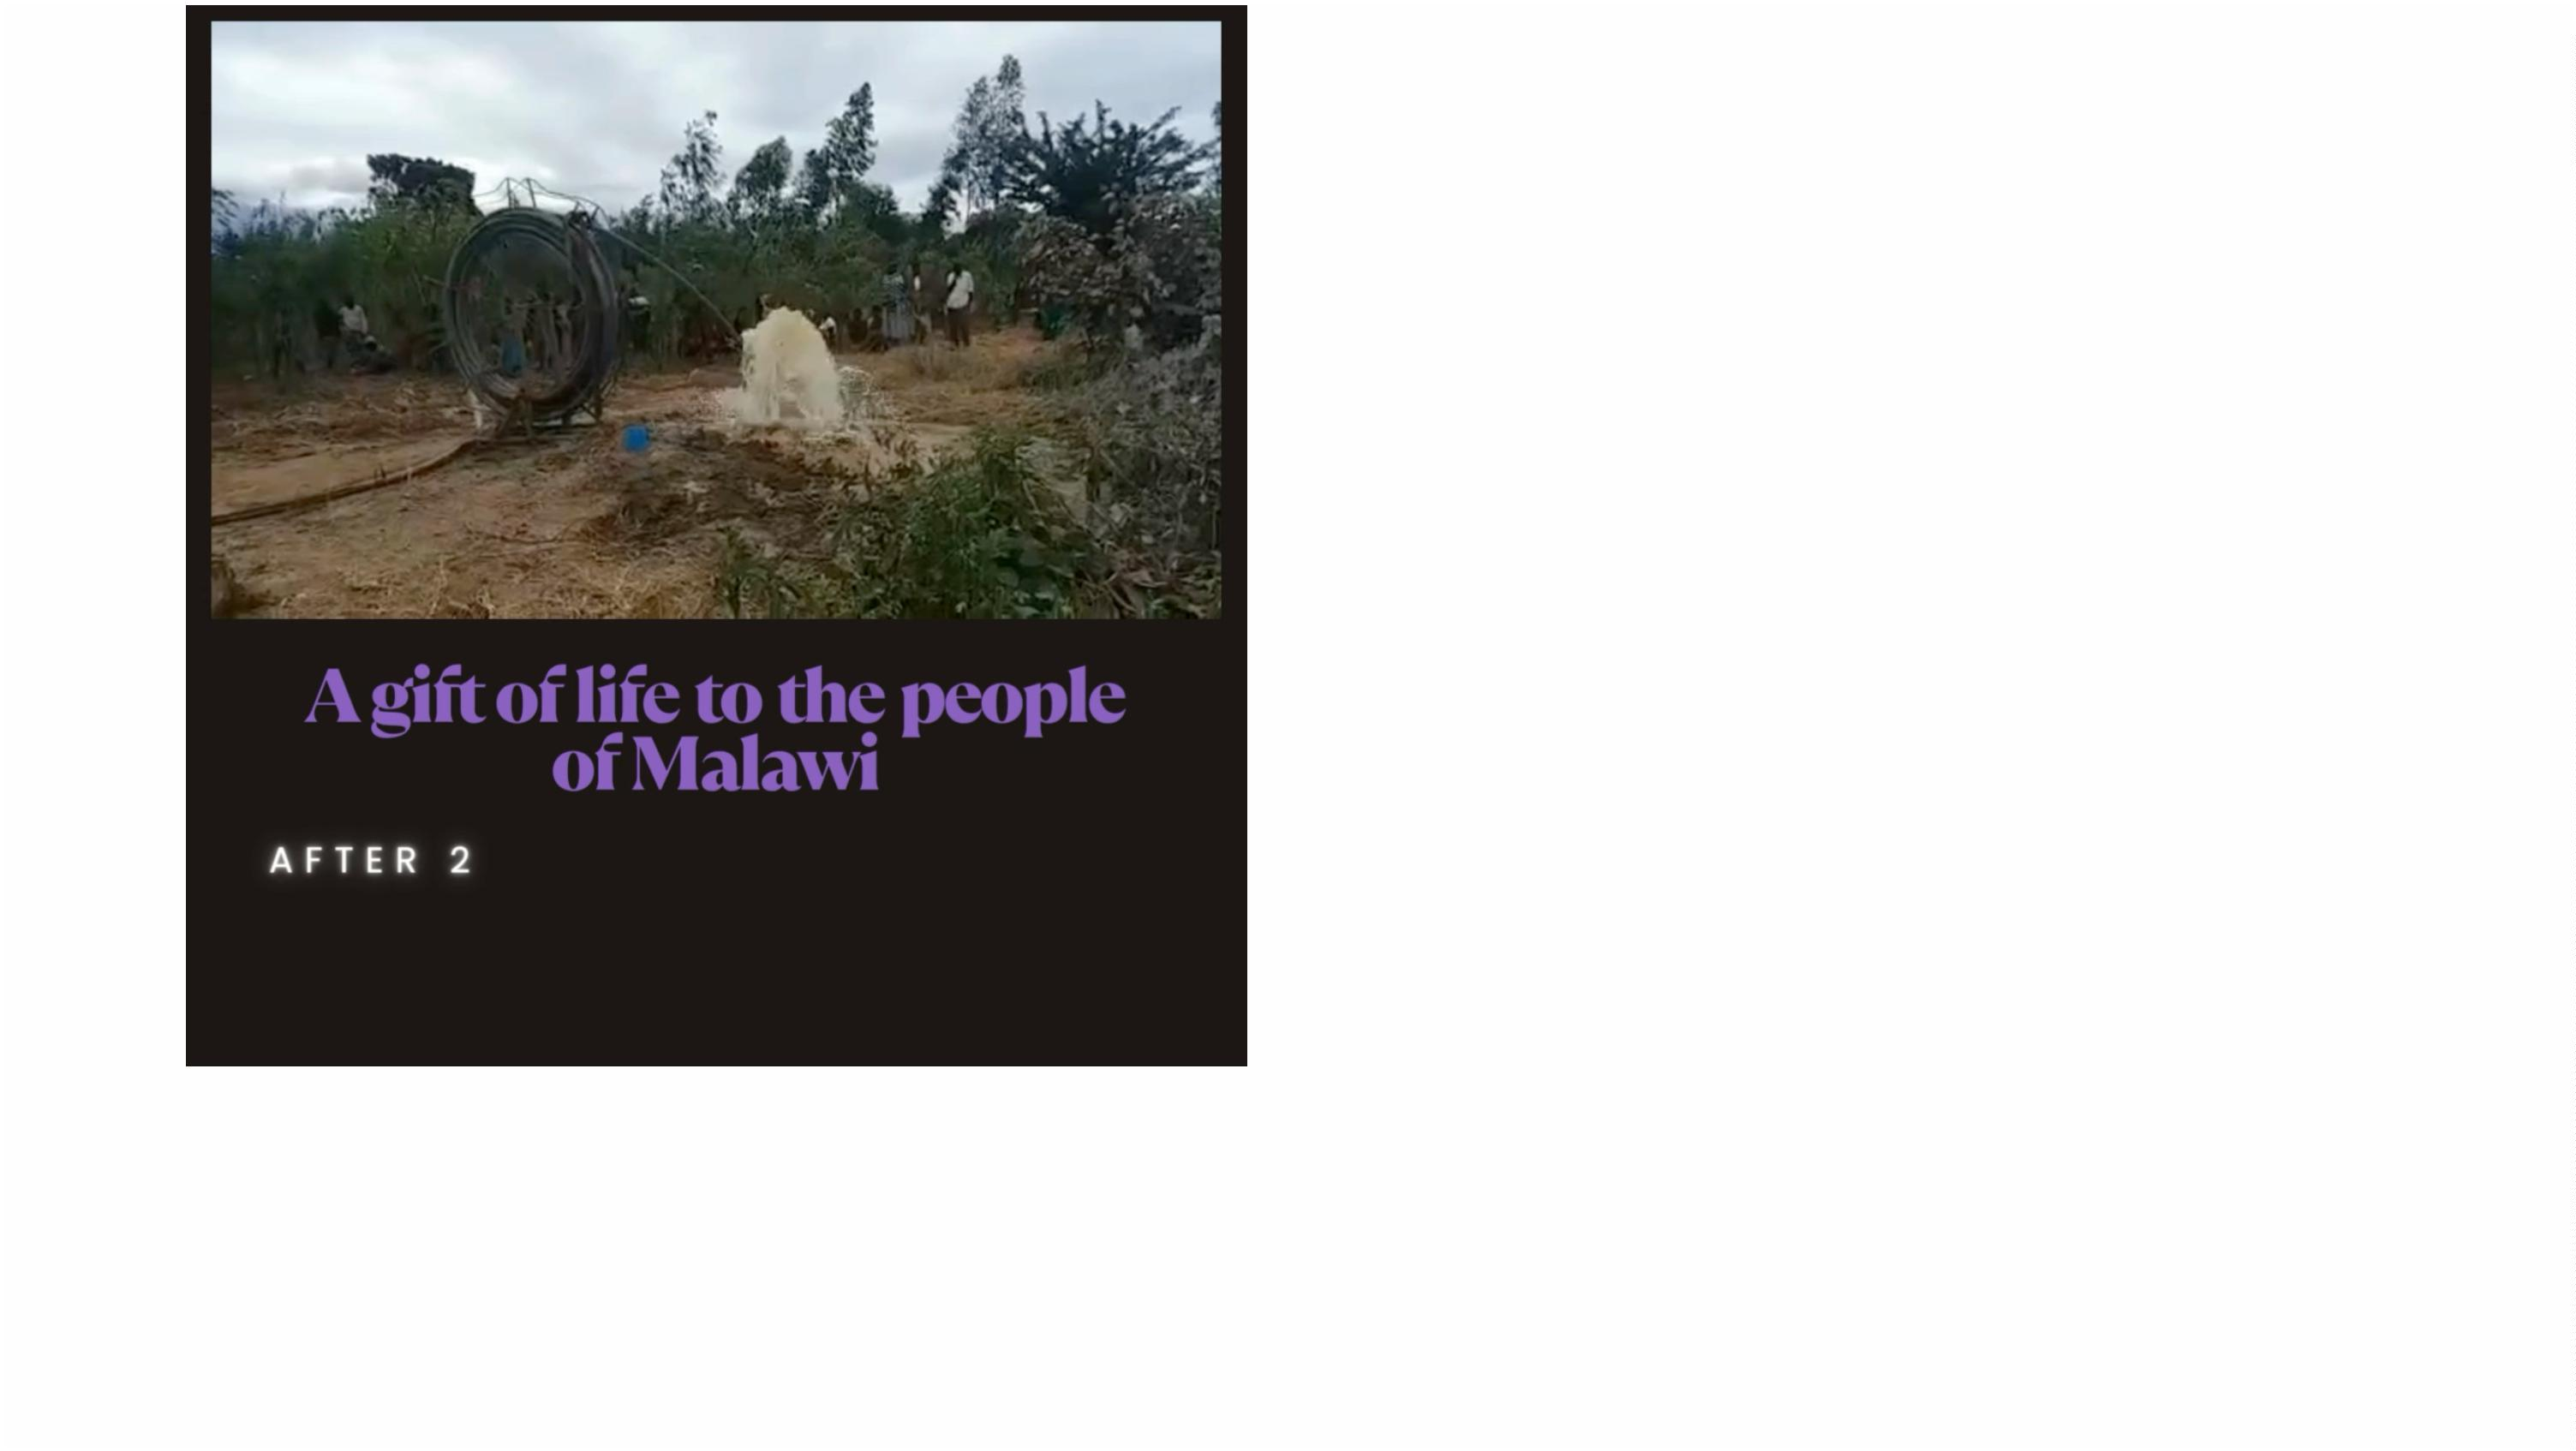 A gift of life to the people
of Malawi
AFTER 2